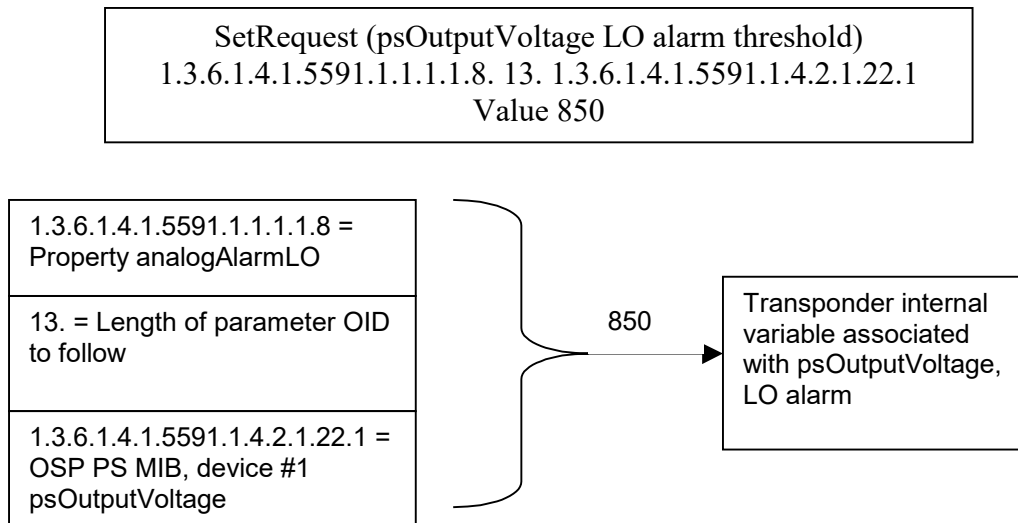 SetRequest (psOutputVoltage LO alarm threshold)
1.3.6.1.4.1.5591.1.1.1.1.8. 13. 1.3.6.1.4.1.5591.1.4.2.1.22.1
Value 850
1.3.6.1.4.1.5591.1.1.1.1.8 =
Property analogAlarmLO
13. = Length of parameter OID
to follow
1.3.6.1.4.1.5591.1.4.2.1.22.1 =
OSP PS MIB, device #1
psOutputVoltage
850
Transponder internal
variable associated
with psOutputVoltage,
LO alarm